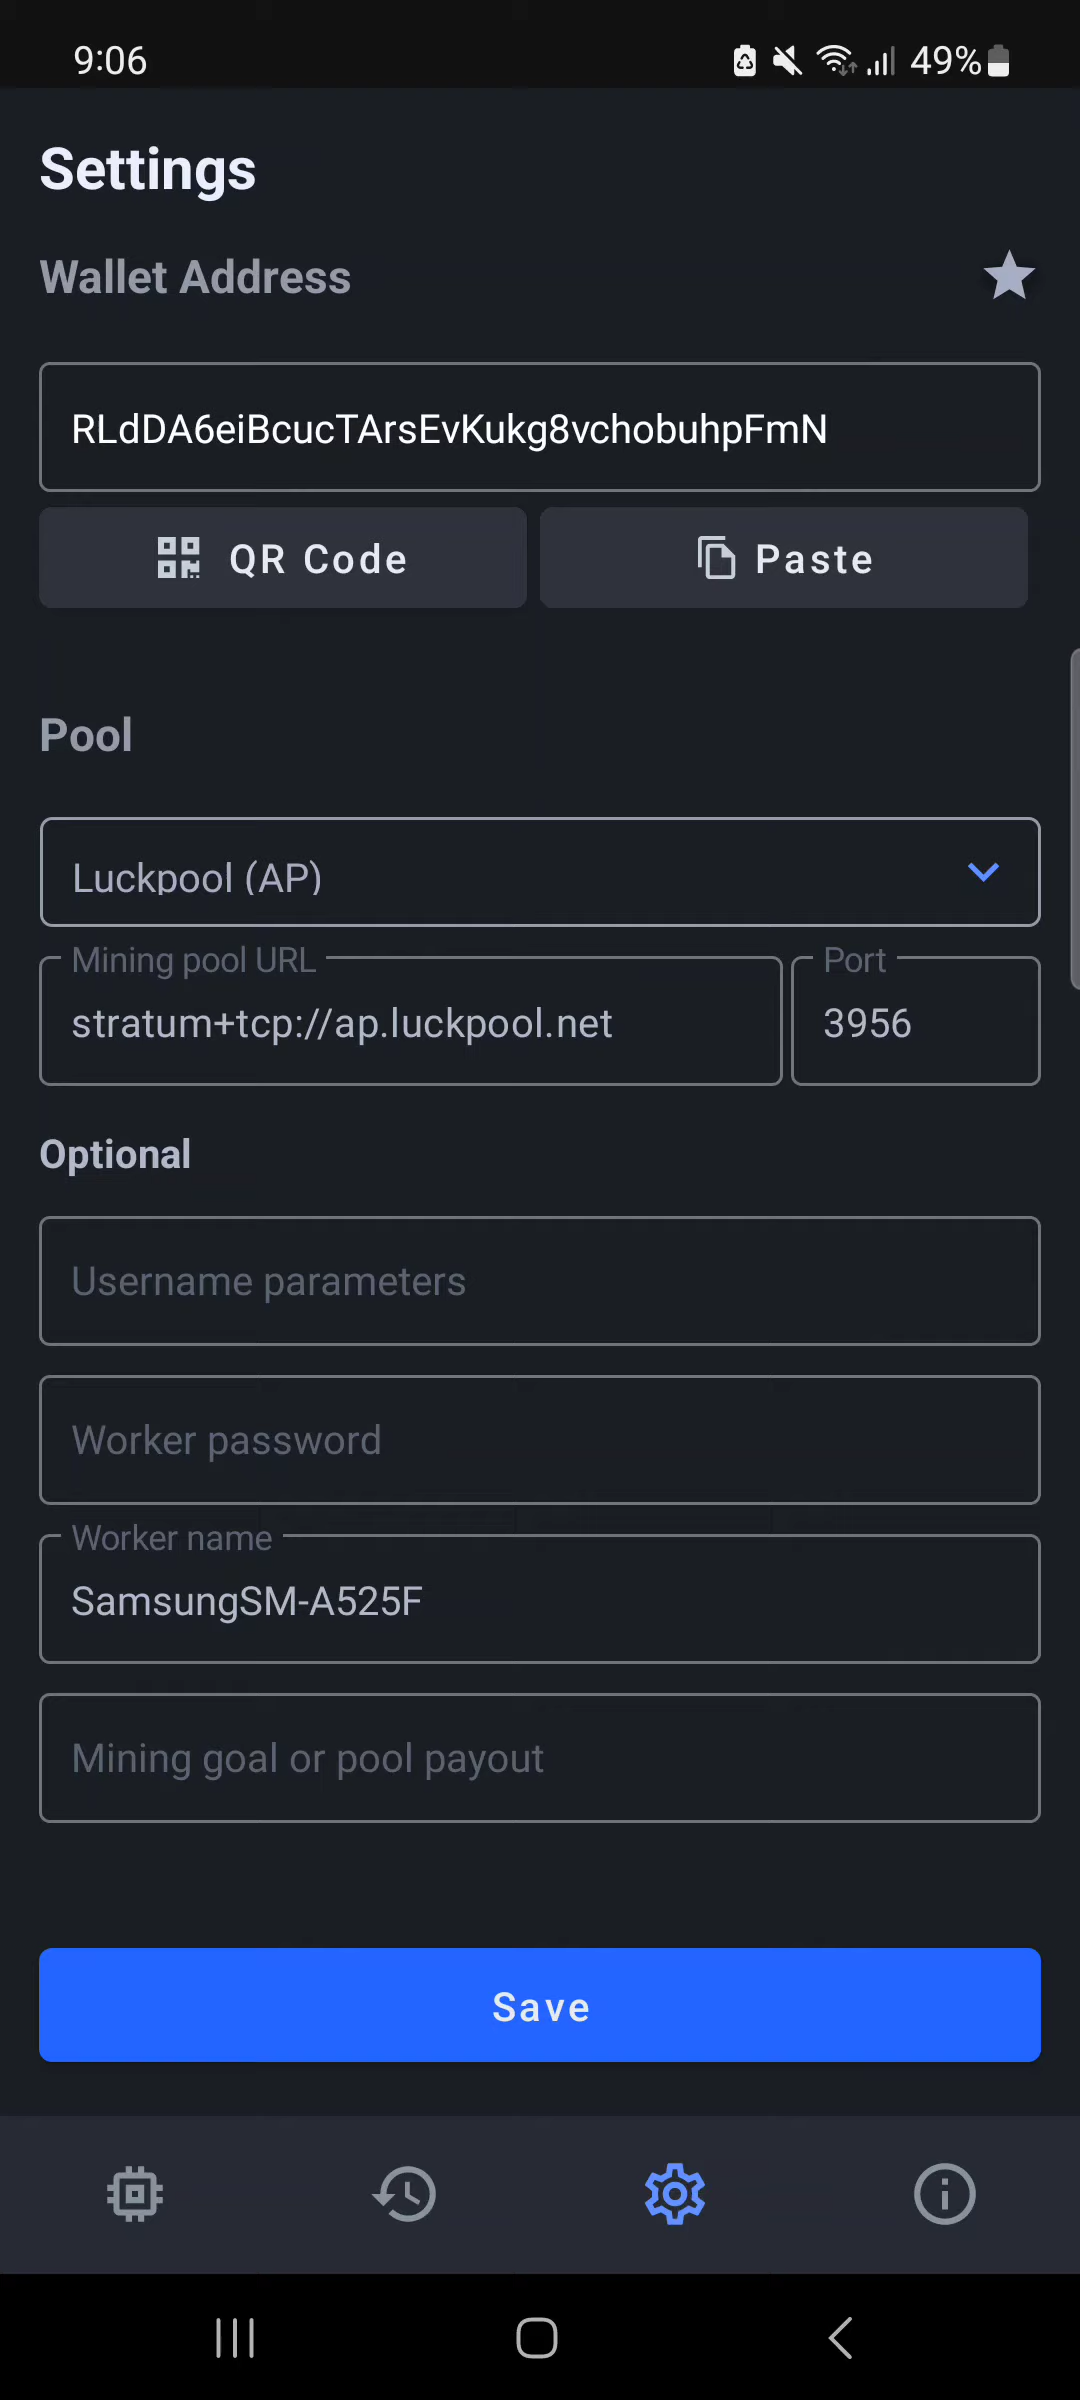 9:06
49%
Settings
Wallet Address
RLdDA6eiBcucTArsEvKukg8vchobuhpFmN
QR Code
Paste
Pool
Luckpool (AP)
Mining pool URL
Port
stratum+tcp://ap.luckpool.net
3956
Optional
Username parameters
Worker password
Worker name
SamsungSM-A525F
Mining goal or pool payout
Save